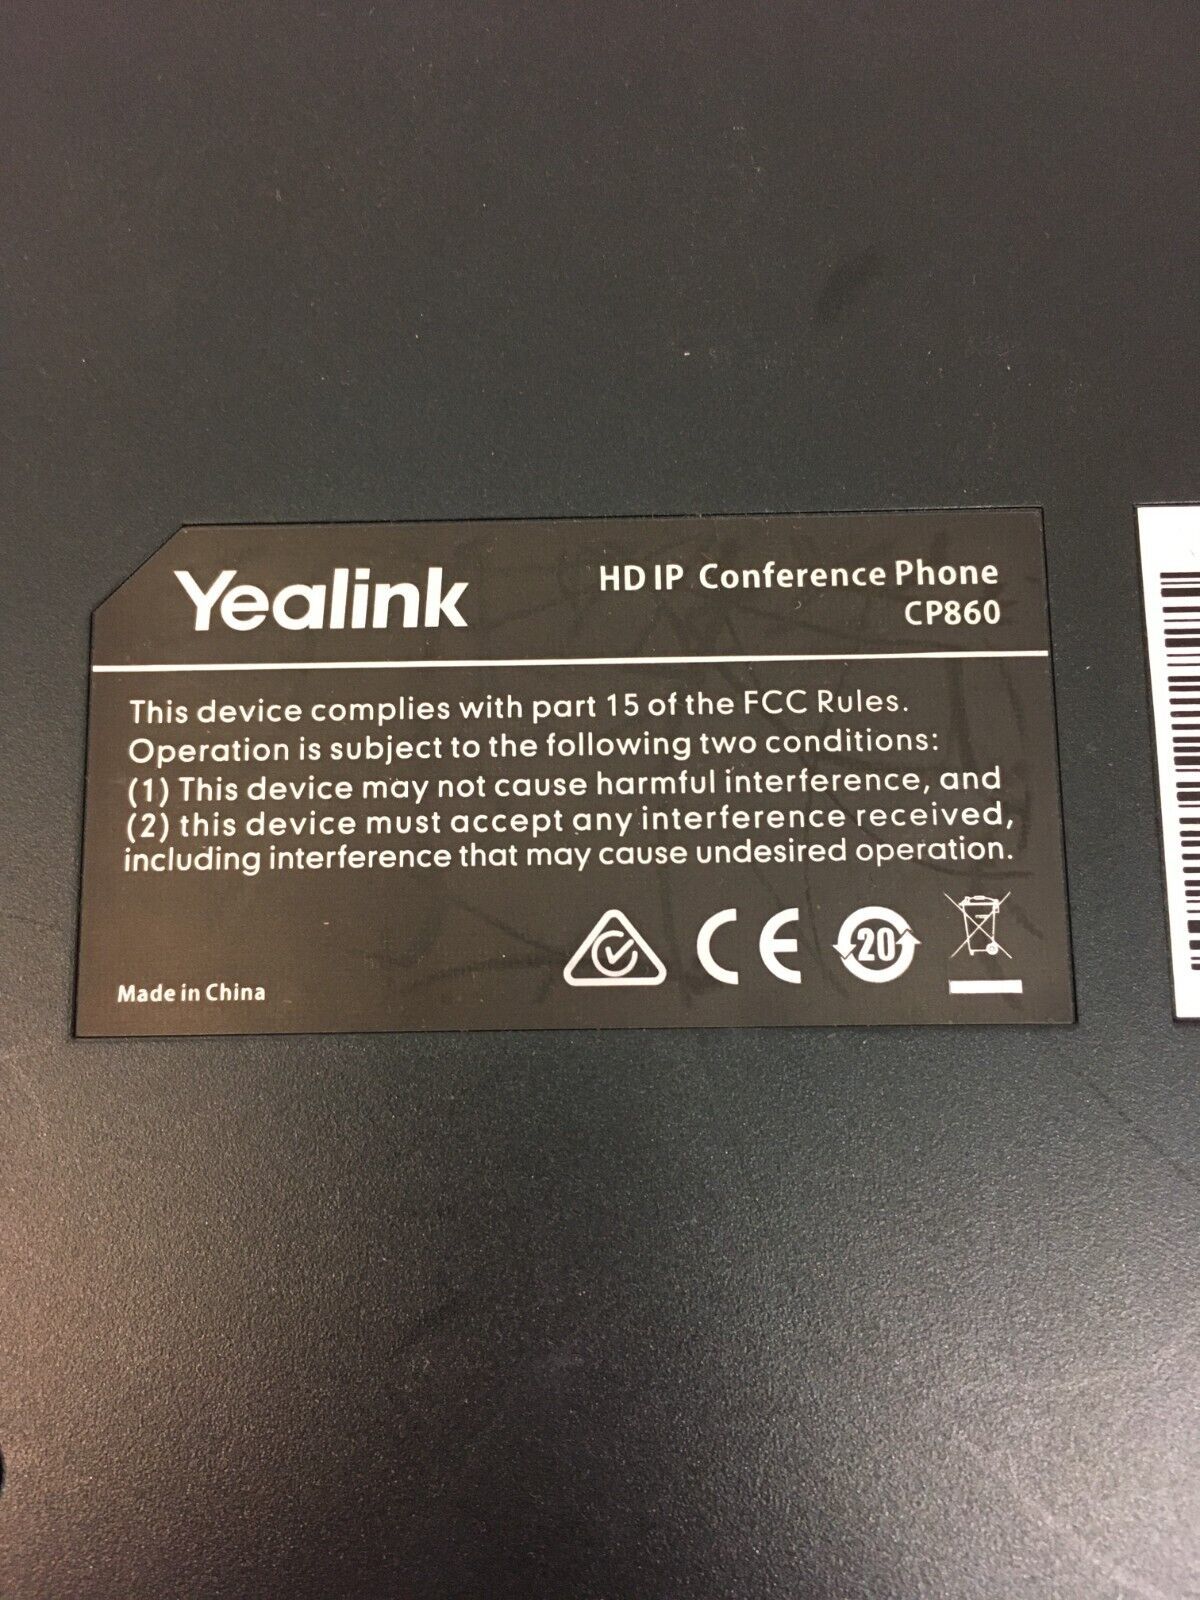 Yealink
HD IP Conference Phone
CP860
This device complies with part 15 of the FCC Rules.
Operation is subject to the following two conditions:
(1) This device may not cause harmful interference, and
(2) this device must accept any interference received,
including interference that may cause undesired operation.
CE
20
Made in China